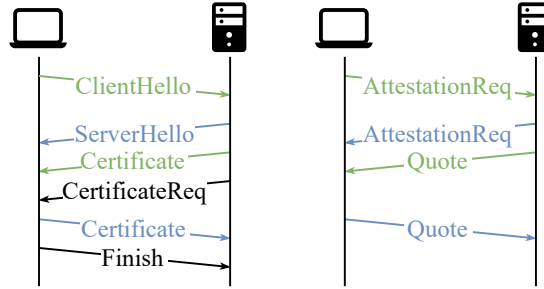 ClientHello
ServerHello
Certificate
CertificateReq
Certificate
Finish
AttestationReq
AttestationReq
Quote
Quote